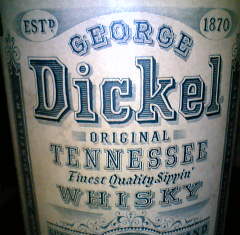 GEORGE
ESTD 1870
Dickel
ORIGINAL
TENNESSEE
Finest Quality Sippin'
WHISKY